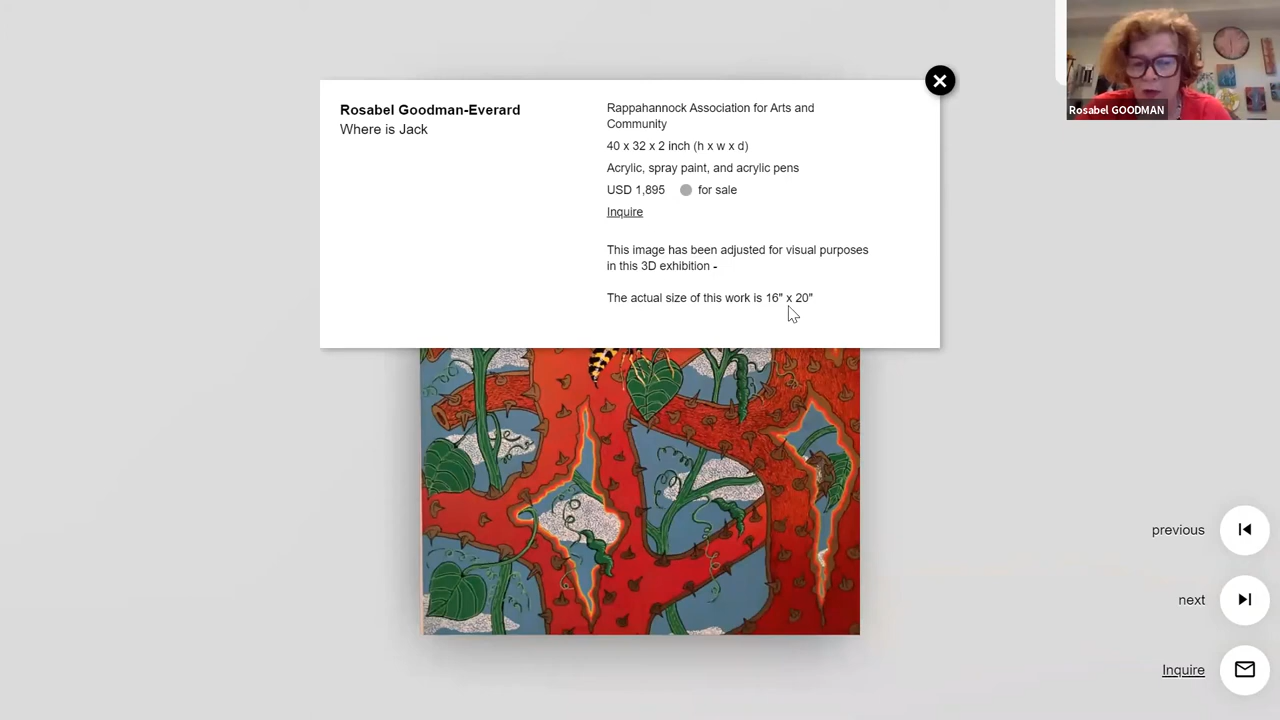 Rosabel Goodman-Everard
Where is Jack
Rappahannock Association for Arts and
Community
40 x 32 x 2 inch (h x w x d)
Acrylic, spray paint, and acrylic pens
USD 1,895 for sale
Inquire
This image has been adjusted for visual purposes
in this 3D exhibition -
The actual size of this work is 16" x 20"
Rosabel GOODMAN
previous
next
Inquire